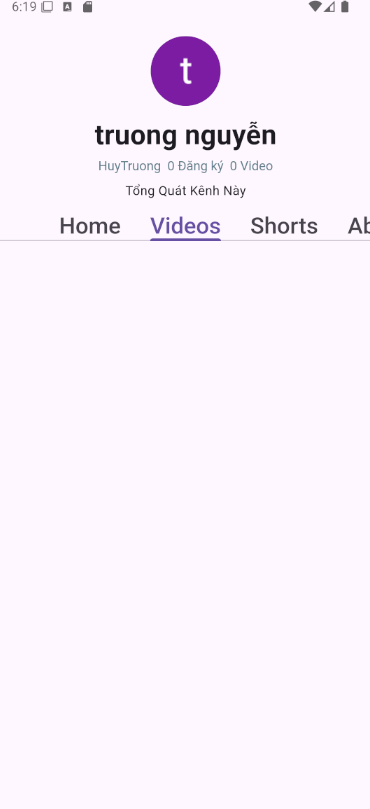 6:19
t
truong nguyễn
HuyTruong 0 Đăng ký 0 Video
Tổng Quát Kênh Này
Home Videos Shorts Ab